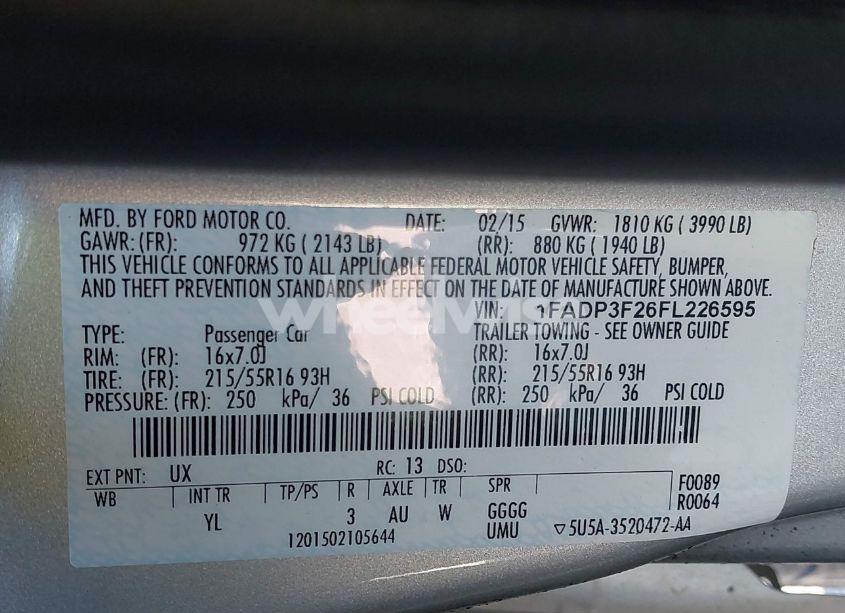 MFD. BY FORD MOTOR CO. DATE: 02/15 GVWR: 1810 KG ( 3990 LB)
GAWR: (FR): 972 KG ( 2143 LB) (RR): 880 KG ( 1940 LB)
THIS VEHICLE CONFORMS TO ALL APPLICABLE FEDERAL MOTOR VEHICLE SAFETY, BUMPER,
AND THEFT PREVENTION STANDARDS IN EFFECT ON THE DATE OF MANUFACTURE SHOWN ABOVE.
VIN: 1FADP3F26FL226595
TYPE: Passenger Car TRAILER TOWING - SEE OWNER GUIDE
RIM: (FR): 16x7.0J (RR): 16x7.0J
TIRE: (FR): 215/55R16 93H (RR): 215/55R16 93H
PRESSURE: (FR): 250 kPa/ 36 PSI COLD (RR): 250 kPa/ 36 PSI COLD
EXT PNT: UX RC: 13 DSO:
WB INT TR TP/PS R AXLE TR SPR F0089
R0064
YL 3 AU W GGGG
UMU
1201502105644
▽5U5A-3520472-AA